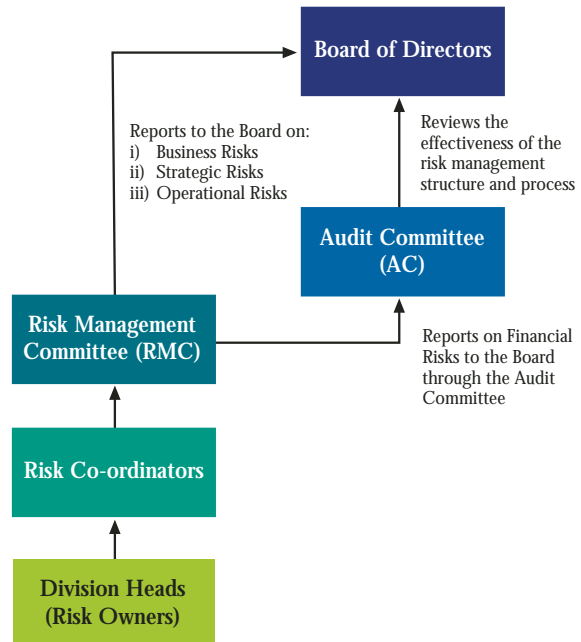 Board of Directors
Reports to the Board on:
i) Business Risks
ii) Strategic Risks
iii) Operational Risks
Reviews the
effectiveness of the
risk management
structure and process
Audit Committee
(AC)
Risk Management
Committee (RMC)
Reports on Financial
Risks to the Board
through the Audit
Committee
Risk Co-ordinators
Division Heads
(Risk Owners)